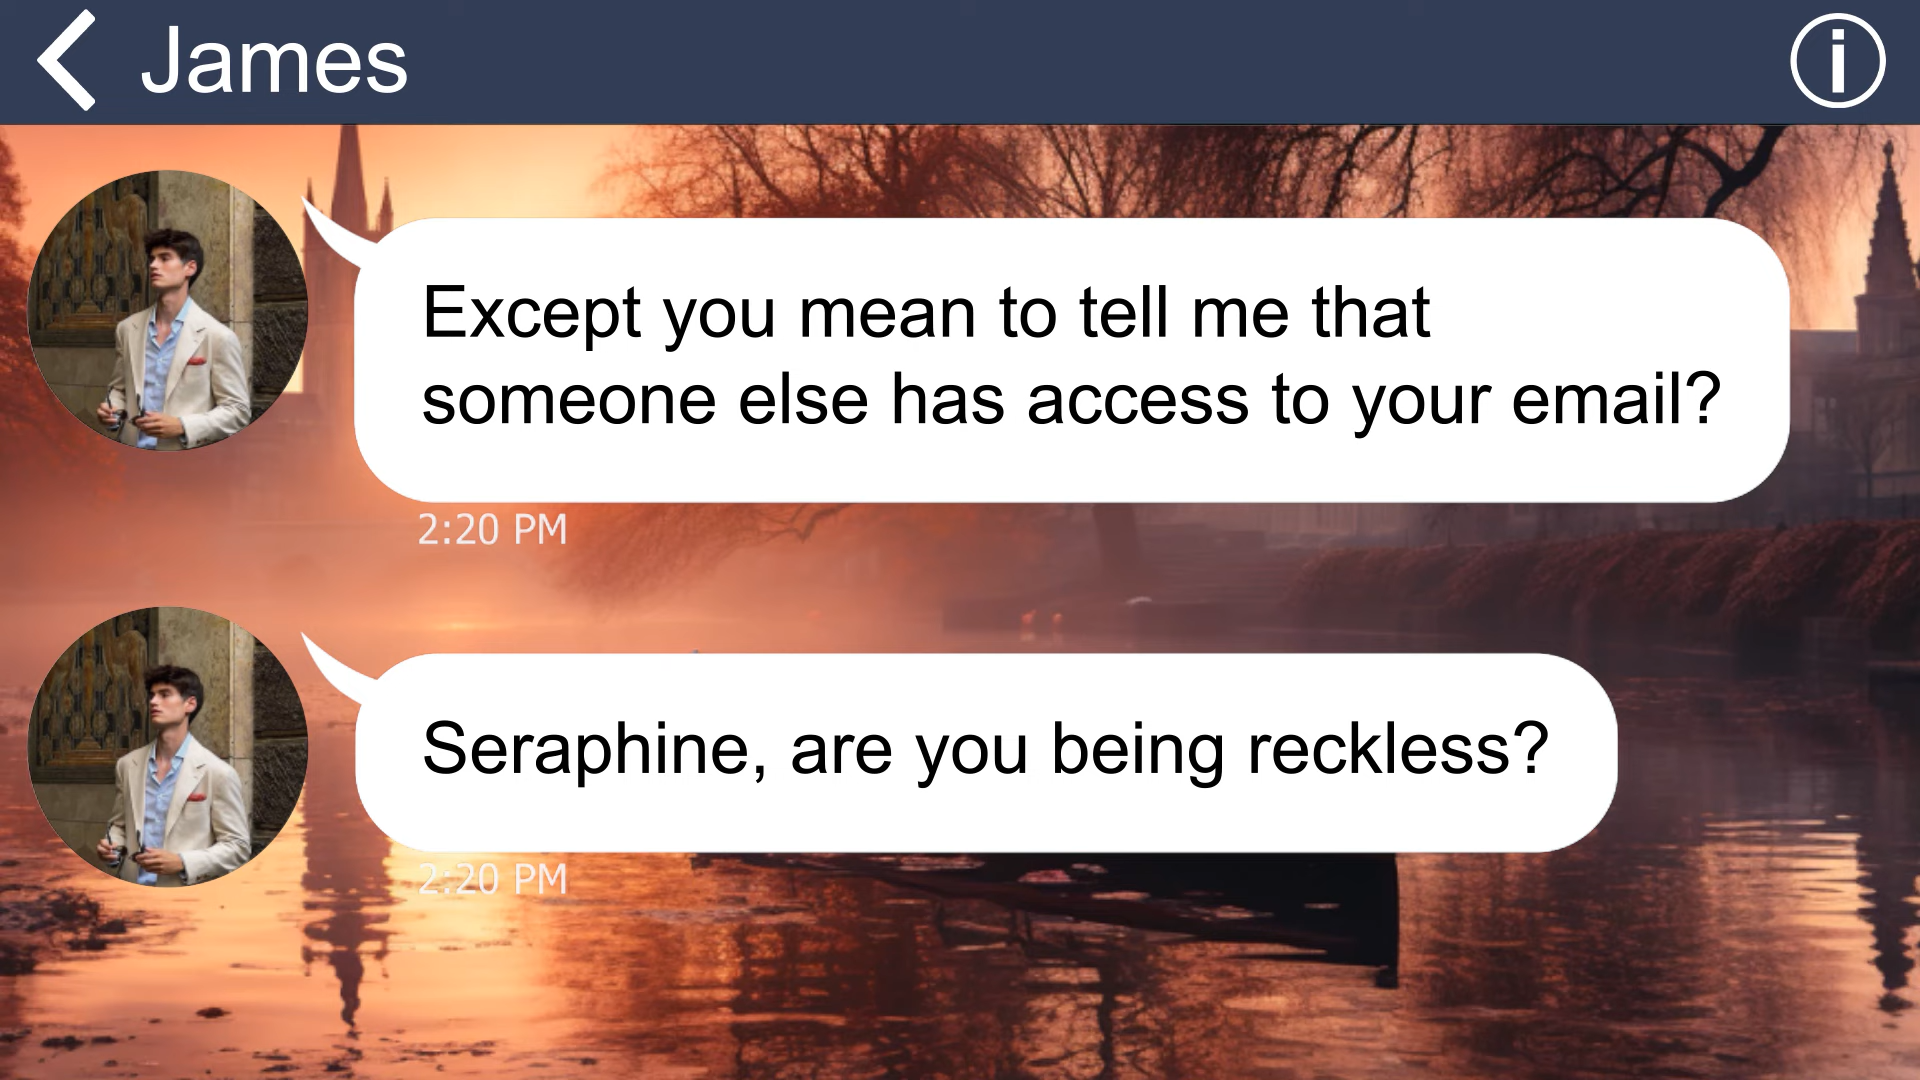 James
Except you mean to tell me that
someone else has access to your email?
2:20 PM
Seraphine, are you being reckless?
2:20 PM